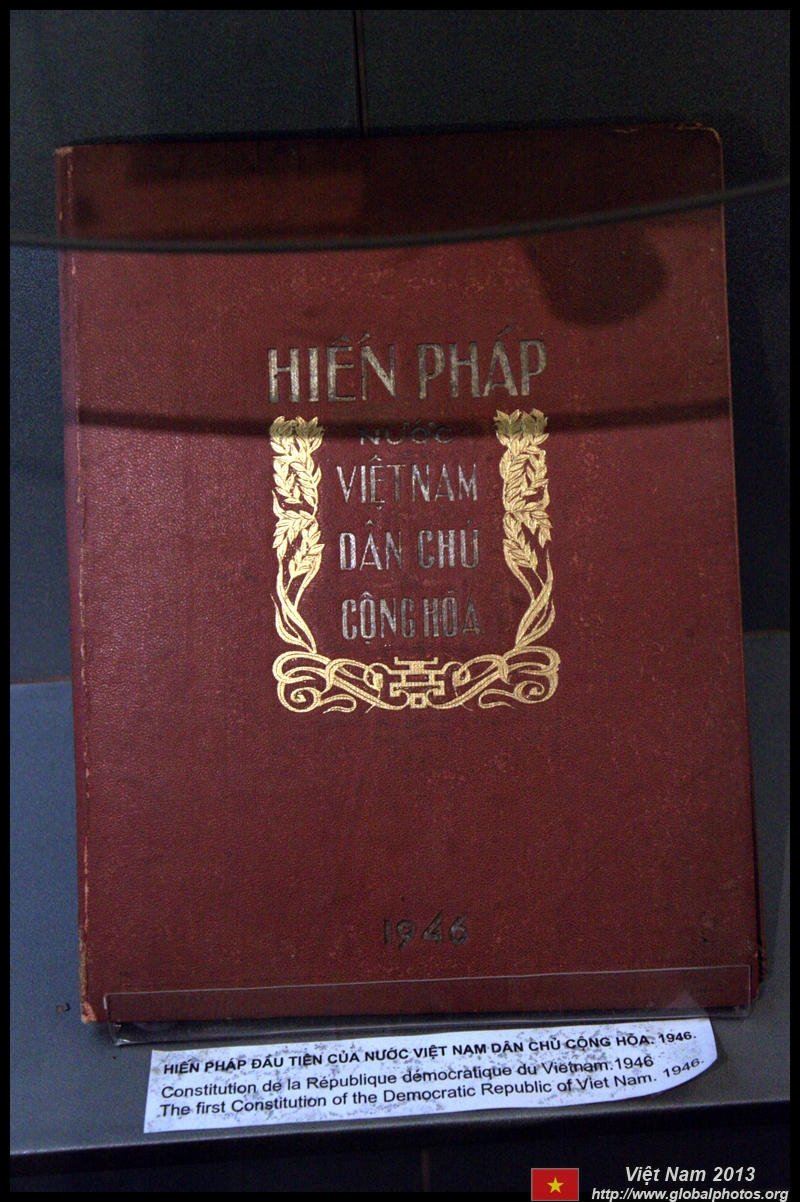 HIẾN PHÁP
NƯỚC
VIỆT NAM
DÂN CHỦ
CỘNG HÒA
1946
HIẾN PHÁP ĐẦU TIÊN CỦA NƯỚC VIỆT NAM DÂN CHỦ CỘNG HÒA. 1946.
Constitution de la République démocratique du Vietnam.1946
The first Constitution of the Democratic Republic of Viet Nam. 1946.
Việt Nam 2013
http://www.globalphotos.org